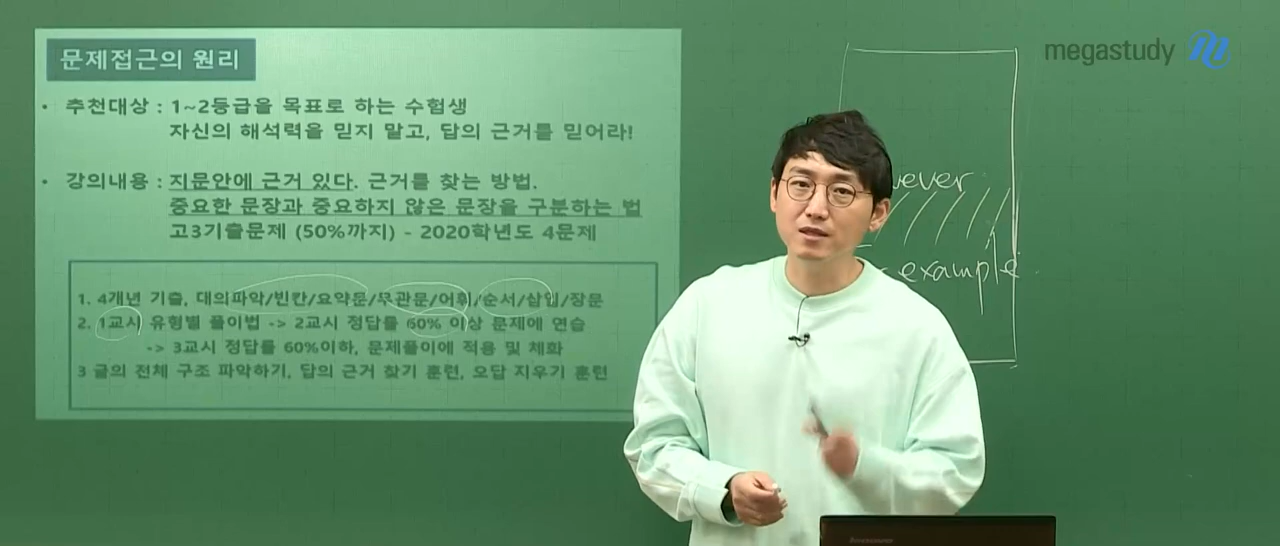 문제접근의 원리
• 추천대상 : 1~2등급을 목표로 하는 수험생
자신의 해석력을 믿지 말고, 답의 근거를 믿어라!
• 강의내용 : 지문안에 근거 있다. 근거를 찾는 방법.
중요한 문장과 중요하지 않은 문장을 구분하는 법
고3기출문제 (50%까지) - 2020학년도 4문제
1. 4개년 기출, 대의파악/빈칸/요약문/무관문/어휘/순서/삽입/장문
2. 1교시 유형별 풀이법 -> 2교시 정답률 60% 이상 문제에 연습
-> 3교시 정답률 60%이하, 문제풀이에 적용 및 체화
3 글의 전체 구조 파악하기, 답의 근거 찾기 훈련, 오답 지우기 훈련
megastudy
wever
example